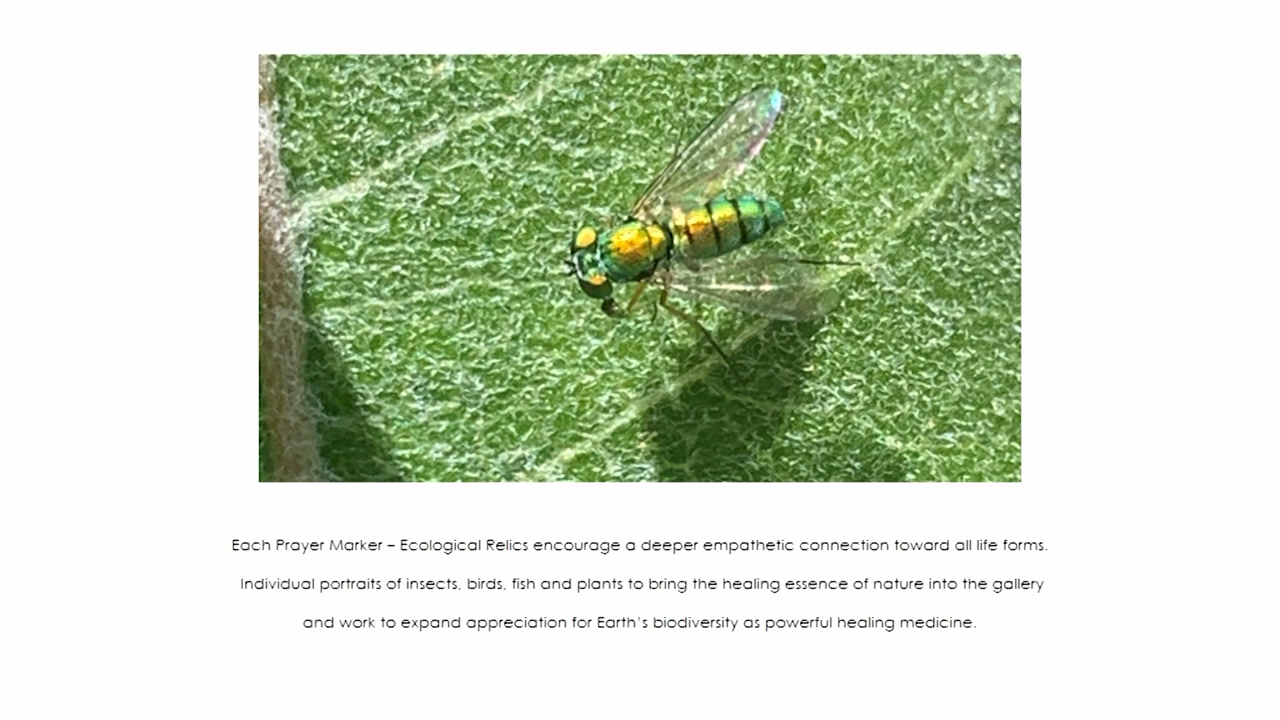 Each Prayer Marker – Ecological Relics encourage a deeper empathetic connection toward all life forms.
Individual portraits of insects, birds, fish and plants to bring the healing essence of nature into the gallery
and work to expand appreciation for Earth's biodiversity as powerful healing medicine.